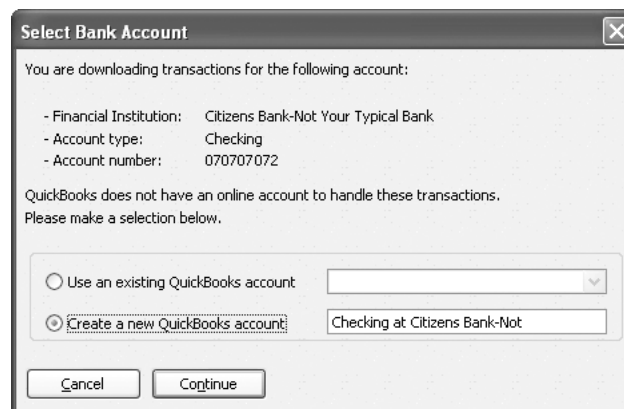 Select Bank Account
You are downloading transactions for the following account:
- Financial Institution: Citizens Bank-Not Your Typical Bank
- Account type: Checking
- Account number: 070707072
QuickBooks does not have an online account to handle these transactions.
Please make a selection below.
Use an existing QuickBooks account
Create a new QuickBooks account Checking at Citizens Bank-Not
Cancel Continue